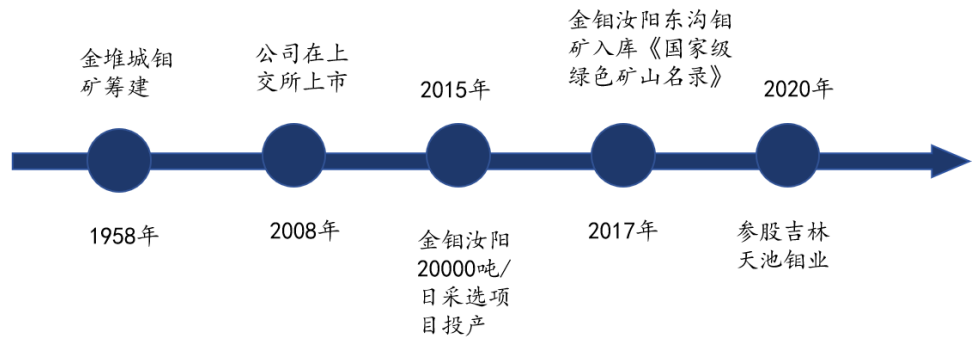 金堆城钼
矿筹建
1958年
公司在上
交所上市
2008年
2015年
金钼汝阳
20000吨/
日采选项
目投产
金钼汝阳东沟钼
矿入库《国家级
绿色矿山名录》
2017年
2020年
参股吉林
天池钼业